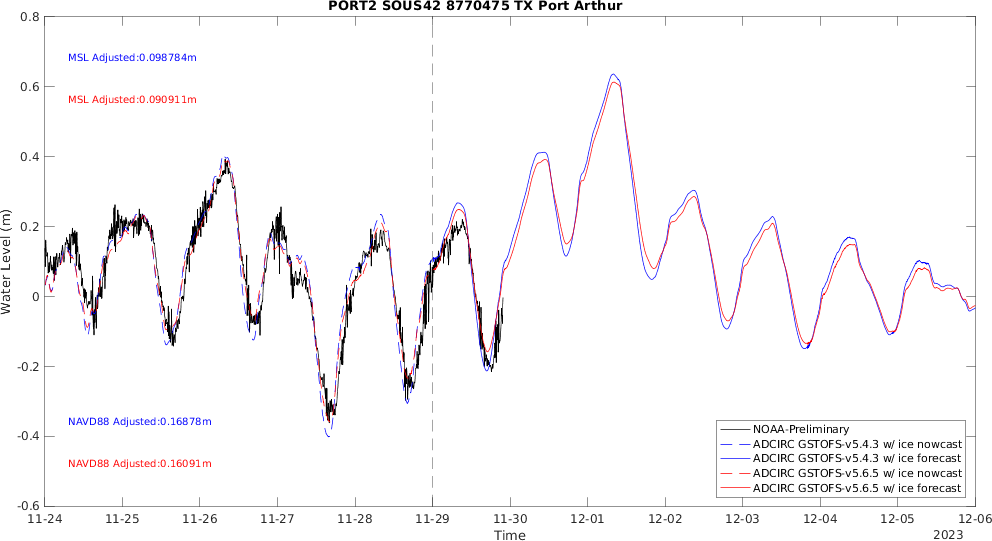 PORT2 SOUS42 8770475 TX Port Arthur
0.8
MSL Adjusted:0.098784m
0.6
MSL Adjusted:0.090911m
0.4
0.2
Water Level (m)
0
-0.2
NAVD88 Adjusted:0.16878m
NOAA-Preliminary
-0.4
ADCIRC GSTOFS-v5.4.3 w/ ice nowcast
ADCIRC GSTOFS-v5.4.3 w/ ice forecast
NAVD88 Adjusted:0.16091m
ADCIRC GSTOFS-v5.6.5 w/ ice nowcast
ADCIRC GSTOFS-v5.6.5 w/ ice forecast
-0.6
11-24 11-25 11-26 11-27 11-28 11-29 11-30 12-01 12-02 12-03 12-04 12-05 12-06
Time
2023